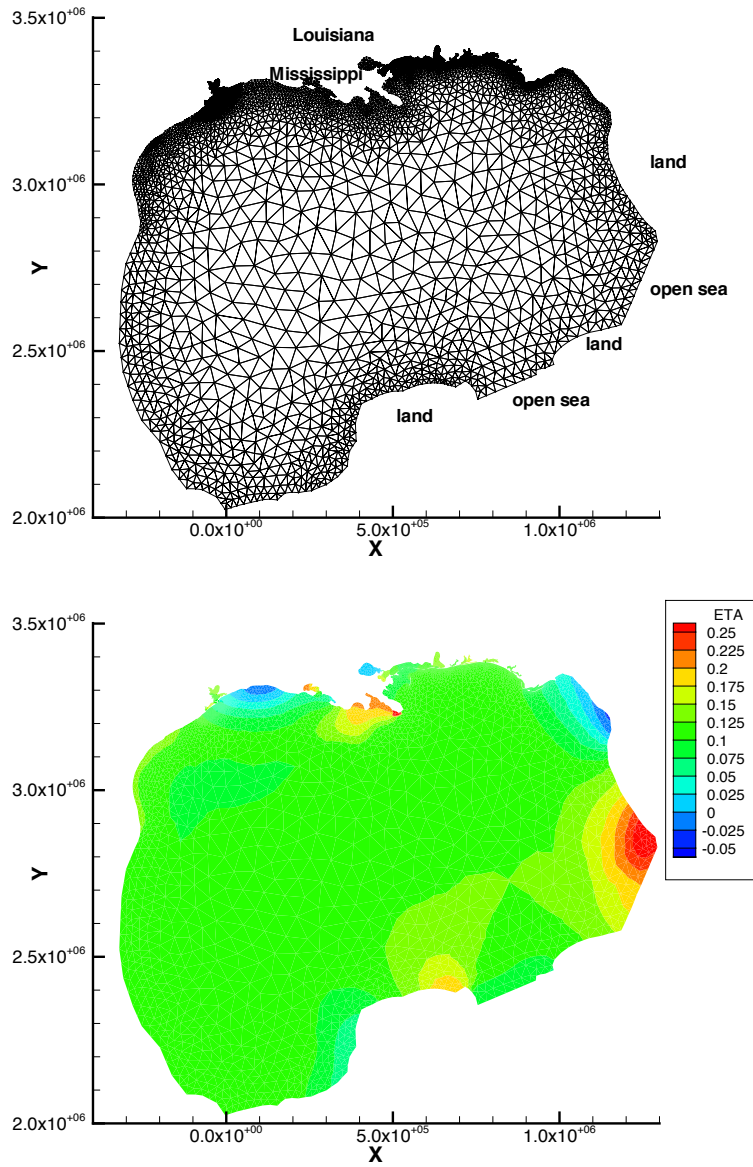 3.5x10+06
Louisiana
Mississippi
3.0x10+06
land
Y
open sea
2.5x10+06
land
land
open sea
2.0x10+06
0.0x10+00
5.0x10+05
1.0x10+06
X
3.5x10+06
ETA
0.25
0.225
0.2
0.175
0.15
0.125
0.1
0.075
0.05
0.025
0
-0.025
-0.05
3.0x10+06
Y
2.5x10+06
2.0x10+06
0.0x10+00
5.0x10+05
1.0x10+06
X